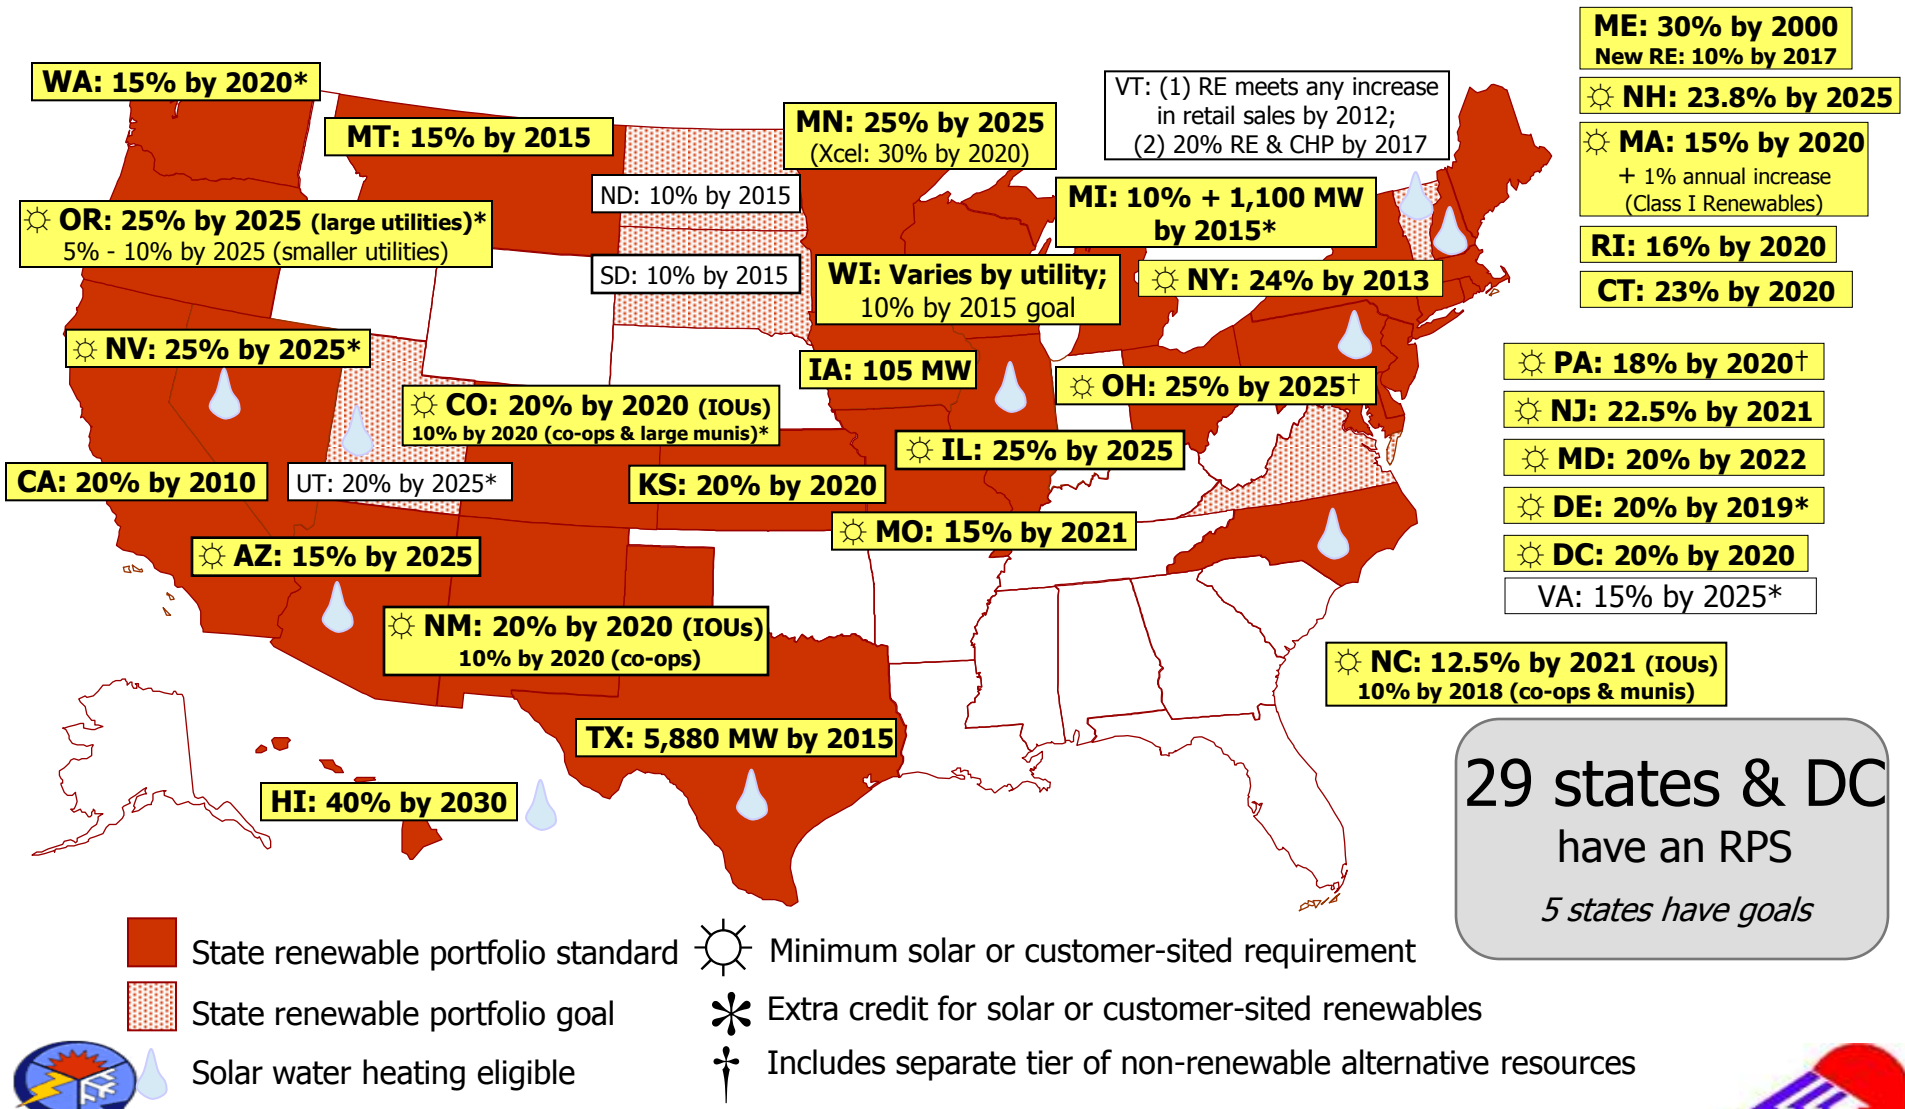 WA: 15% by 2020*
MT: 15% by 2015
ND: 10% by 2015
MN: 25% by 2025
(Xcel: 30% by 2020)
VT: (1) RE meets any increase
in retail sales by 2012;
(2) 20% RE & CHP by 2017
ME: 30% by 2000
New RE: 10% by 2017
☼ NH: 23.8% by 2025
☼ MA: 15% by 2020
+ 1% annual increase
(Class I Renewables)
RI: 16% by 2020
CT: 23% by 2020
☼ OR: 25% by 2025 (large utilities)*
5% - 10% by 2025 (smaller utilities)
SD: 10% by 2015
WI: Varies by utility;
10% by 2015 goal
MI: 10% + 1,100 MW
by 2015*
☼ NY: 24% by 2013
☼ NV: 25% by 2025*
☼ CO: 20% by 2020 (IOUs)
10% by 2020 (co-ops & large munis)*
IA: 105 MW
☼ OH: 25% by 2025†
☼ PA: 18% by 2020†
☼ NJ: 22.5% by 2021
☼ MD: 20% by 2022
☼ DE: 20% by 2019*
☼ DC: 20% by 2020
VA: 15% by 2025*
CA: 20% by 2010
UT: 20% by 2025*
KS: 20% by 2020
☼ IL: 25% by 2025
☼ MO: 15% by 2021
☼ AZ: 15% by 2025
☼ NM: 20% by 2020 (IOUs)
10% by 2020 (co-ops)
☼ NC: 12.5% by 2021 (IOUs)
10% by 2018 (co-ops & munis)
TX: 5,880 MW by 2015
HI: 40% by 2030
29 states & DC
have an RPS
5 states have goals
State renewable portfolio standard
State renewable portfolio goal
Solar water heating eligible
☼ Minimum solar or customer-sited requirement
* Extra credit for solar or customer-sited renewables
† Includes separate tier of non-renewable alternative resources